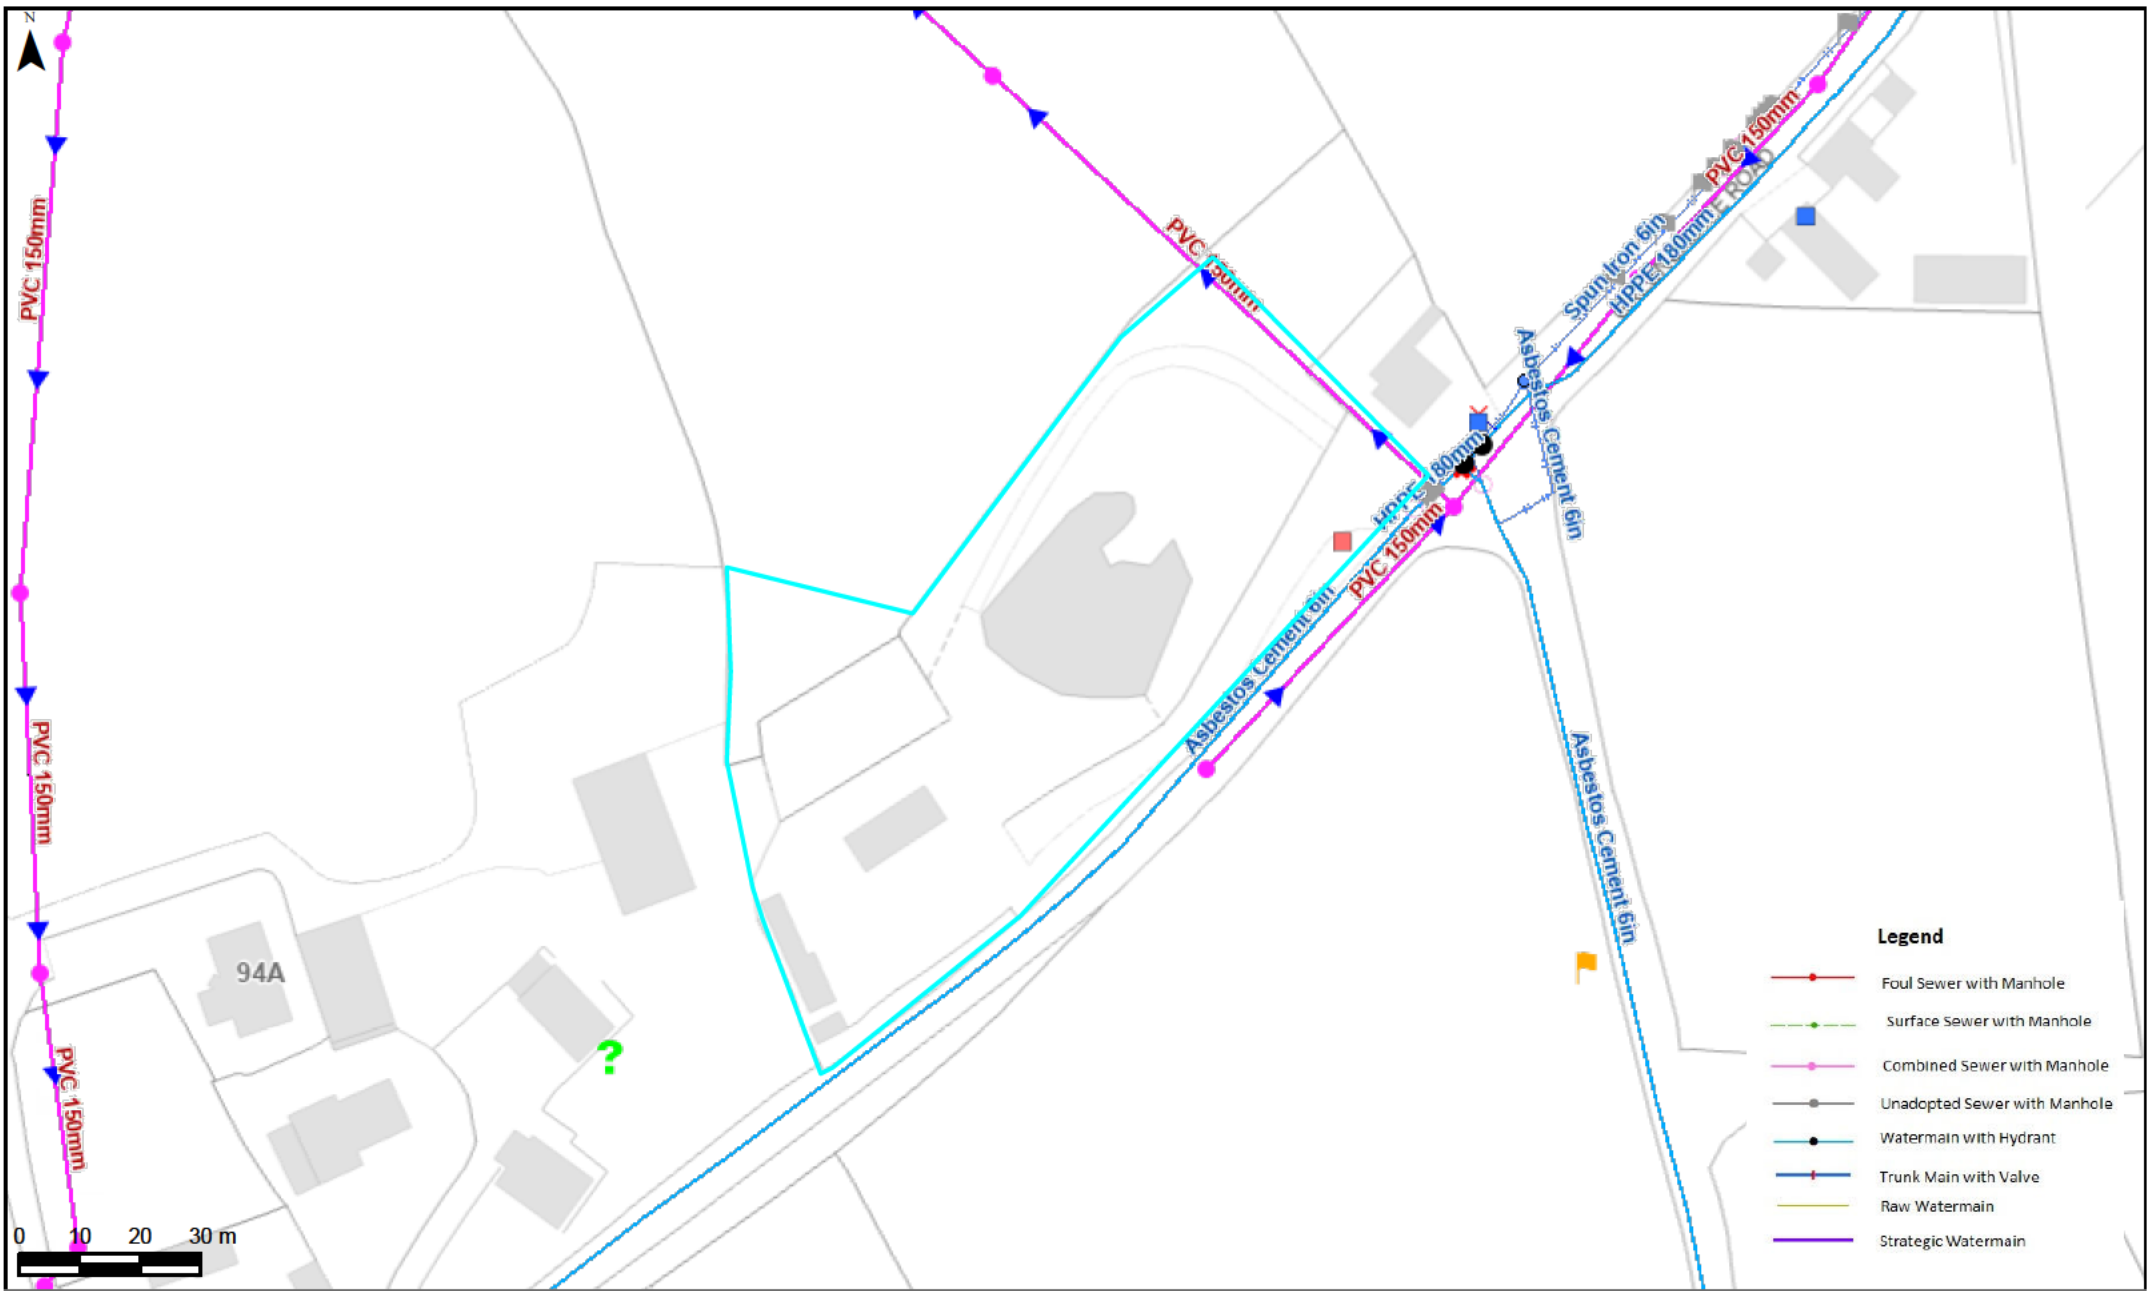 N
PVC 150mm
PVC 150mm
PVC 150mm
PVC 150mm
PVC 150mm
E ROAD
Spun Iron 6in
HPPE 180mm
Asbestos Cement 6in
HPPE 180mm
PVC 150mm
Asbestos Cement 6in
Asbestos Cement 6in
94A
?
0 10 20 30 m
Legend
Foul Sewer with Manhole
Surface Sewer with Manhole
Combined Sewer with Manhole
Unadopted Sewer with Manhole
Watermain with Hydrant
Trunk Main with Valve
Raw Watermain
Strategic Watermain